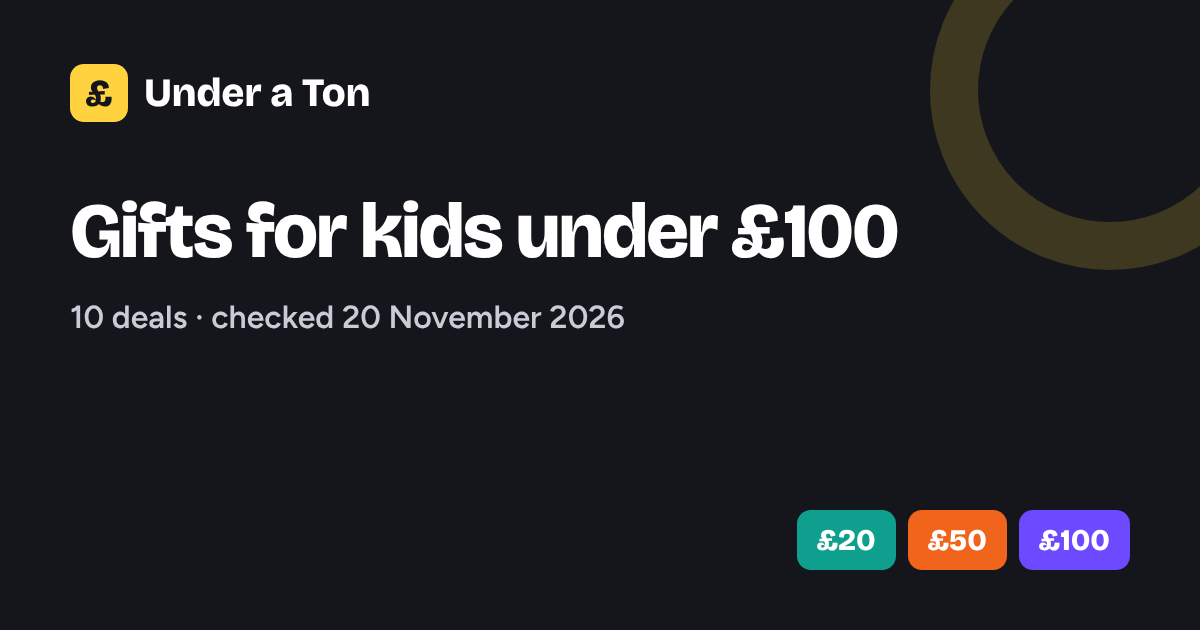 £ Under a Ton
Gifts for kids under £100
10 deals · checked 20 November 2026
£20 £50 £100